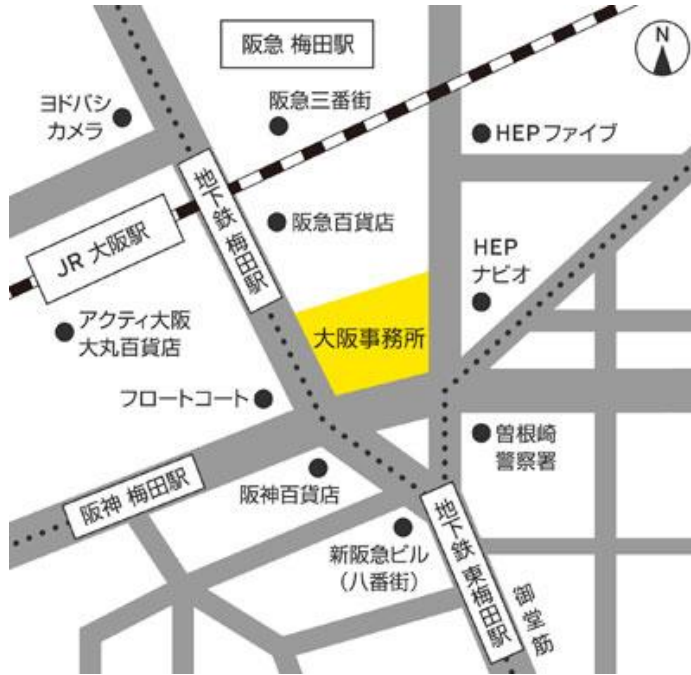 阪急 梅田駅
N
ヨドバシ
カメラ
阪急三番街
HEPファイブ
地下鉄 梅田駅
阪急百貨店
JR 大阪駅
HEP
ナビオ
アクティ大阪
大丸百貨店
大阪事務所
フロートコート
曽根崎
警察署
阪神 梅田駅
阪神百貨店
新阪急ビル
（八番街）
地下鉄 東梅田駅
御堂筋